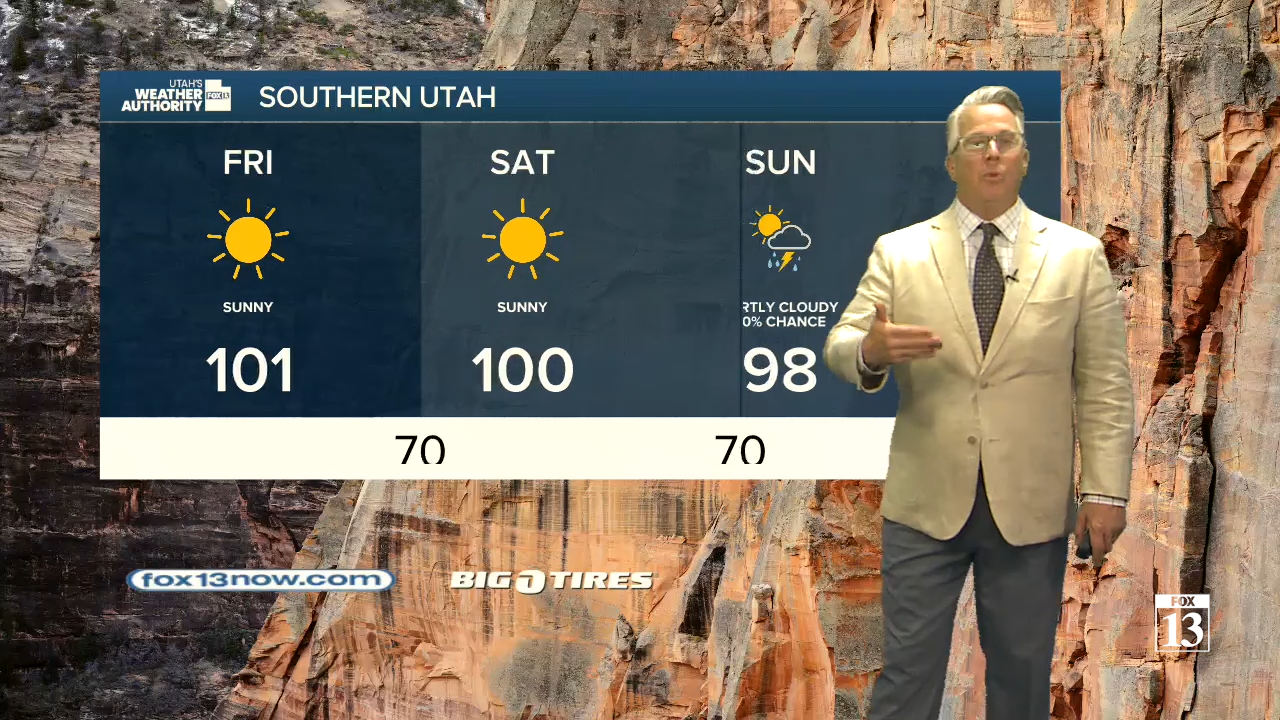 UTAH'S
WEATHER
AUTHORITY
FOX 13
SOUTHERN UTAH
FRI
SAT
SUN
SUNNY
SUNNY
RTLY CLOUDY
0% CHANCE
101
100
98
70
70
fox13now.com
BIG O TIRES
FOX
13